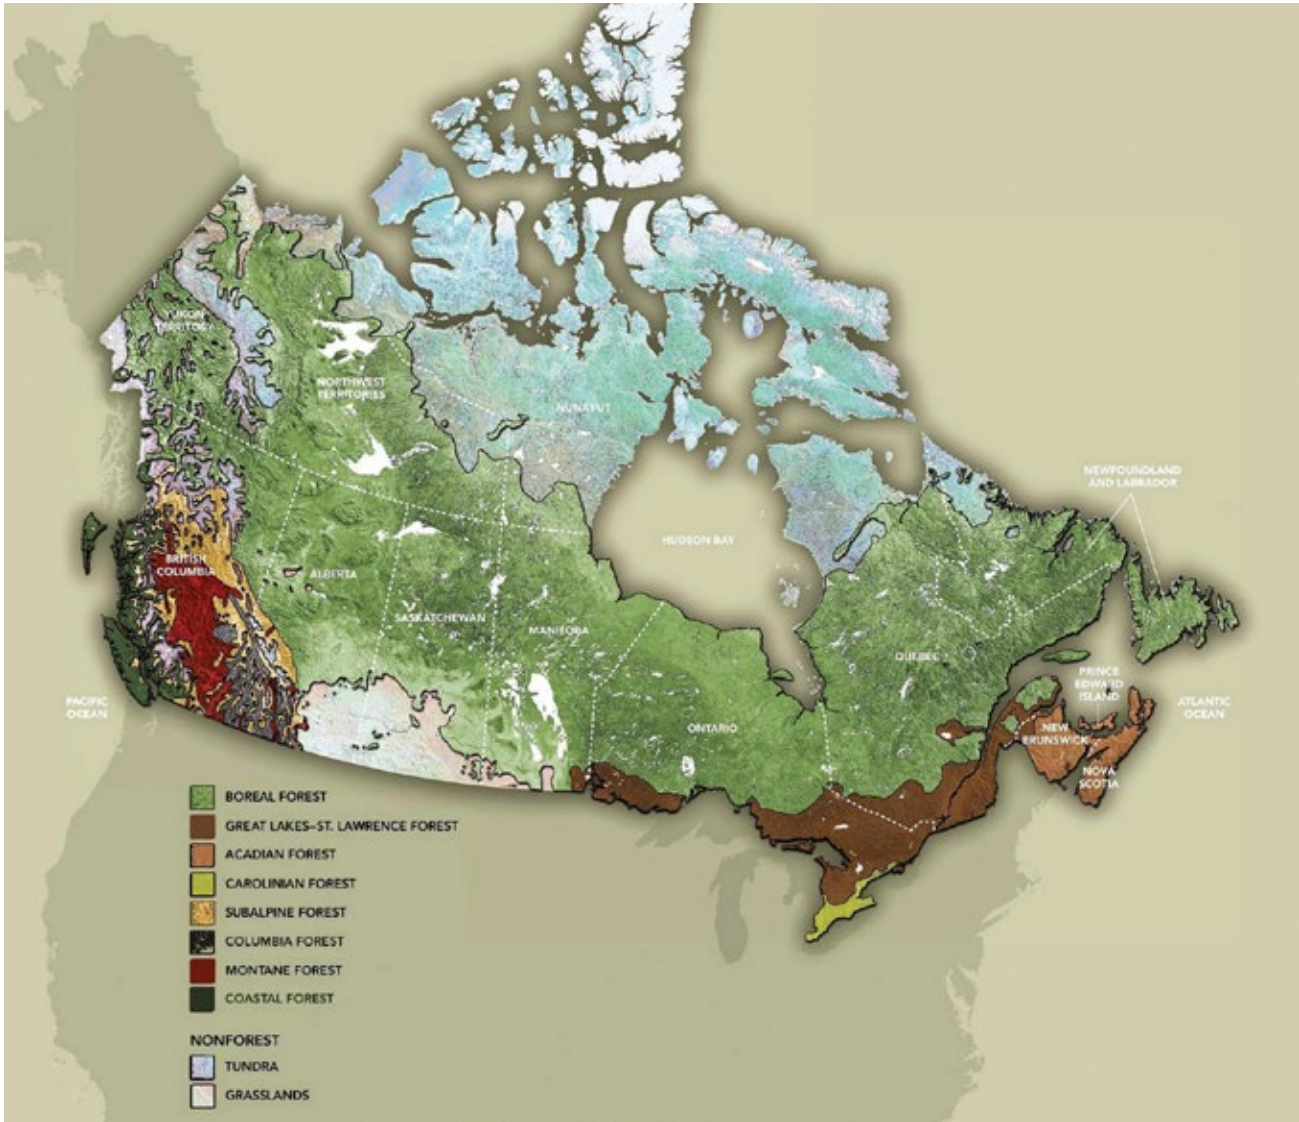 YUKON
TERRITORY
NORTHWEST
TERRITORIES
NUNAVUT
NEWFOUNDLAND
AND LABRADOR
HUDSON BAY
BRITISH
COLUMBIA
ALBERTA
SASKATCHEWAN
MANITOBA
QUEBEC
PRINCE
EDWARD
ISLAND
PACIFIC
OCEAN
ATLANTIC
OCEAN
ONTARIO
NEW
BRUNSWICK
NOVA
SCOTIA
BOREAL FOREST
GREAT LAKES–ST. LAWRENCE FOREST
ACADIAN FOREST
CAROLINIAN FOREST
SUBALPINE FOREST
COLUMBIA FOREST
MONTANE FOREST
COASTAL FOREST
NONFOREST
TUNDRA
GRASSLANDS